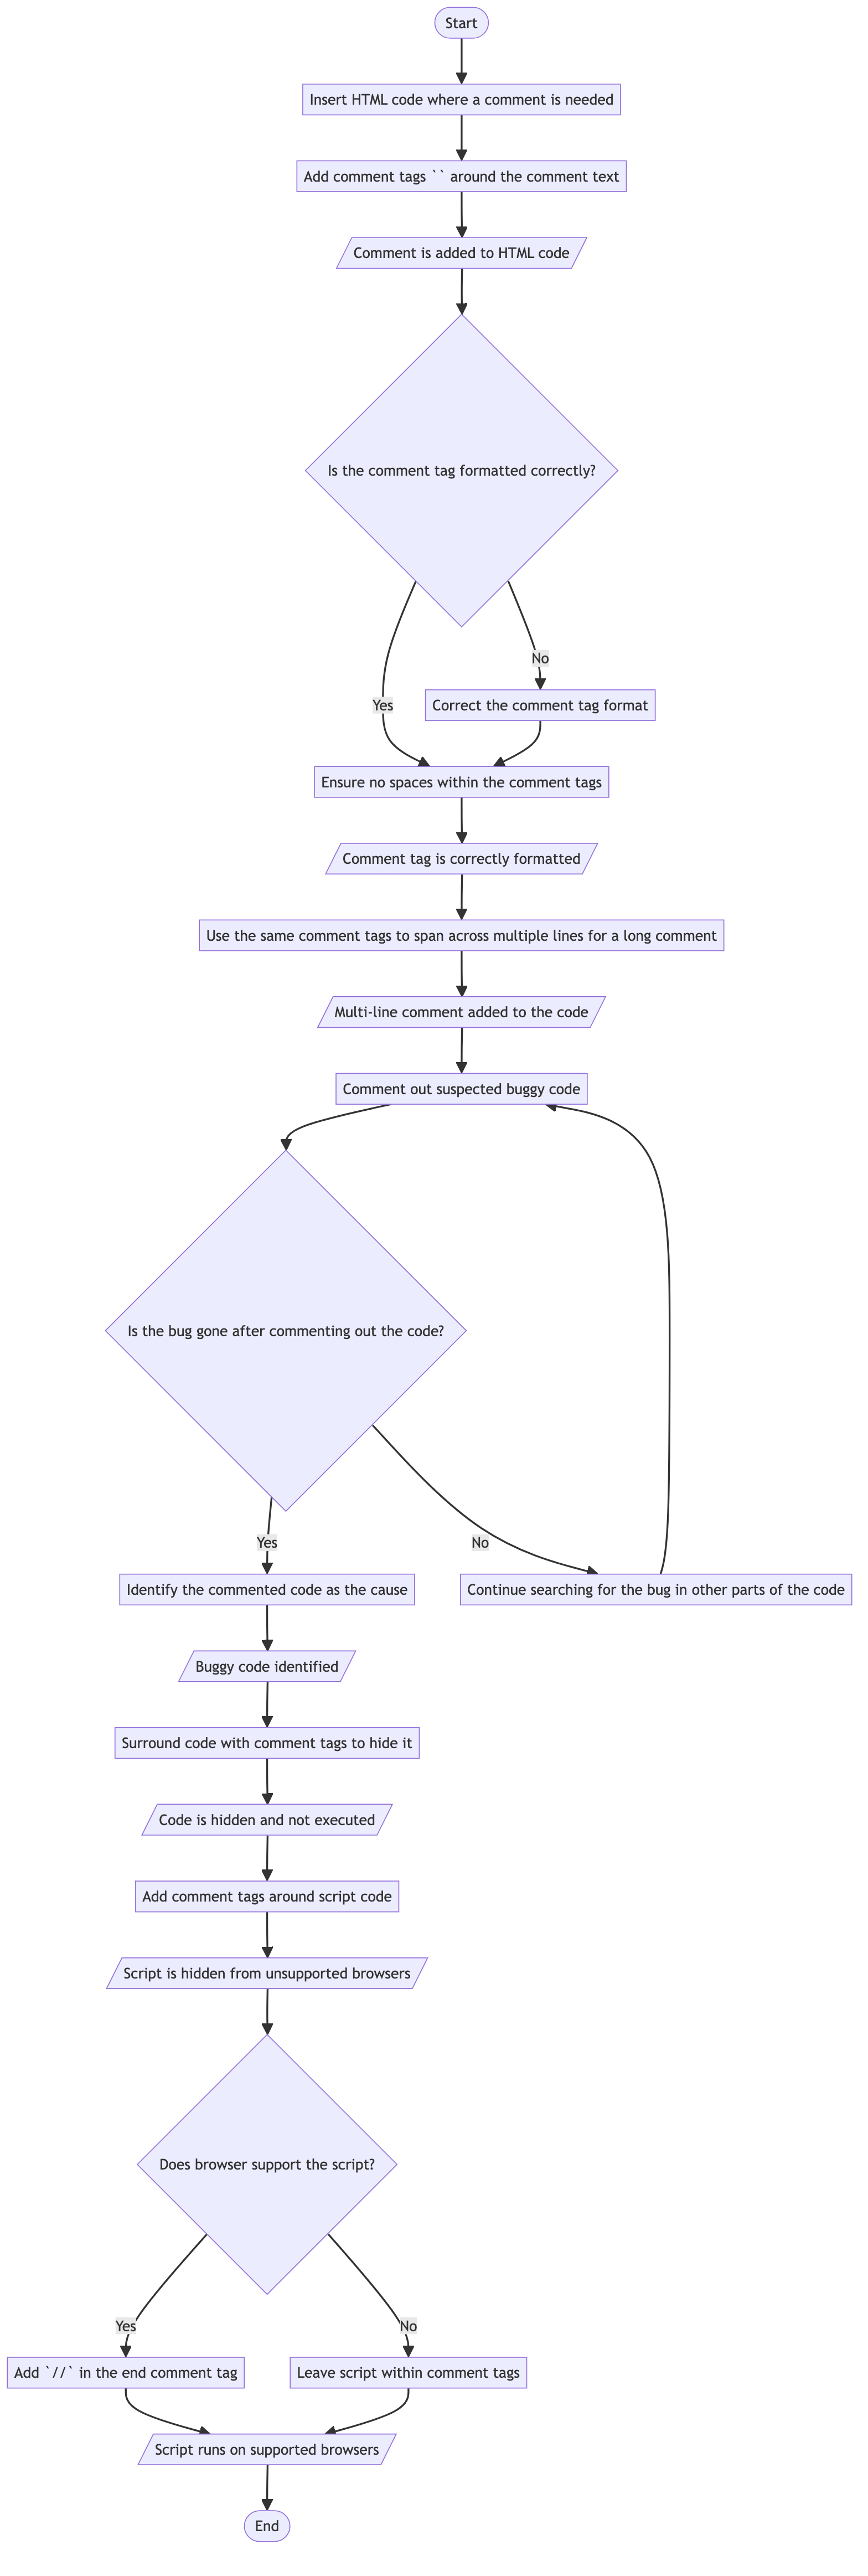 Start
Insert HTML code where a comment is needed
Add comment tags `` around the comment text
Comment is added to HTML code
Is the comment tag formatted correctly?
No
Yes
Correct the comment tag format
Ensure no spaces within the comment tags
Comment tag is correctly formatted
Use the same comment tags to span across multiple lines for a long comment
Multi-line comment added to the code
Comment out suspected buggy code
Is the bug gone after commenting out the code?
Yes
No
Identify the commented code as the cause
Continue searching for the bug in other parts of the code
Buggy code identified
Surround code with comment tags to hide it
Code is hidden and not executed
Add comment tags around script code
Script is hidden from unsupported browsers
Does browser support the script?
Yes
No
Add `//` in the end comment tag
Leave script within comment tags
Script runs on supported browsers
End